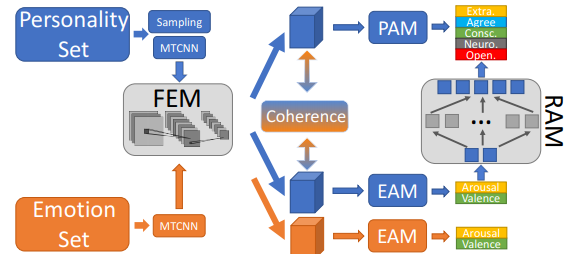 Personality
Set
Sampling
MTCNN
FEM
Coherence
PAM
Extra.
Agree
Consc.
Neuro.
Open.
RAM
...
EAM
Arousal
Valence
Emotion
Set
MTCNN
EAM
Arousal
Valence